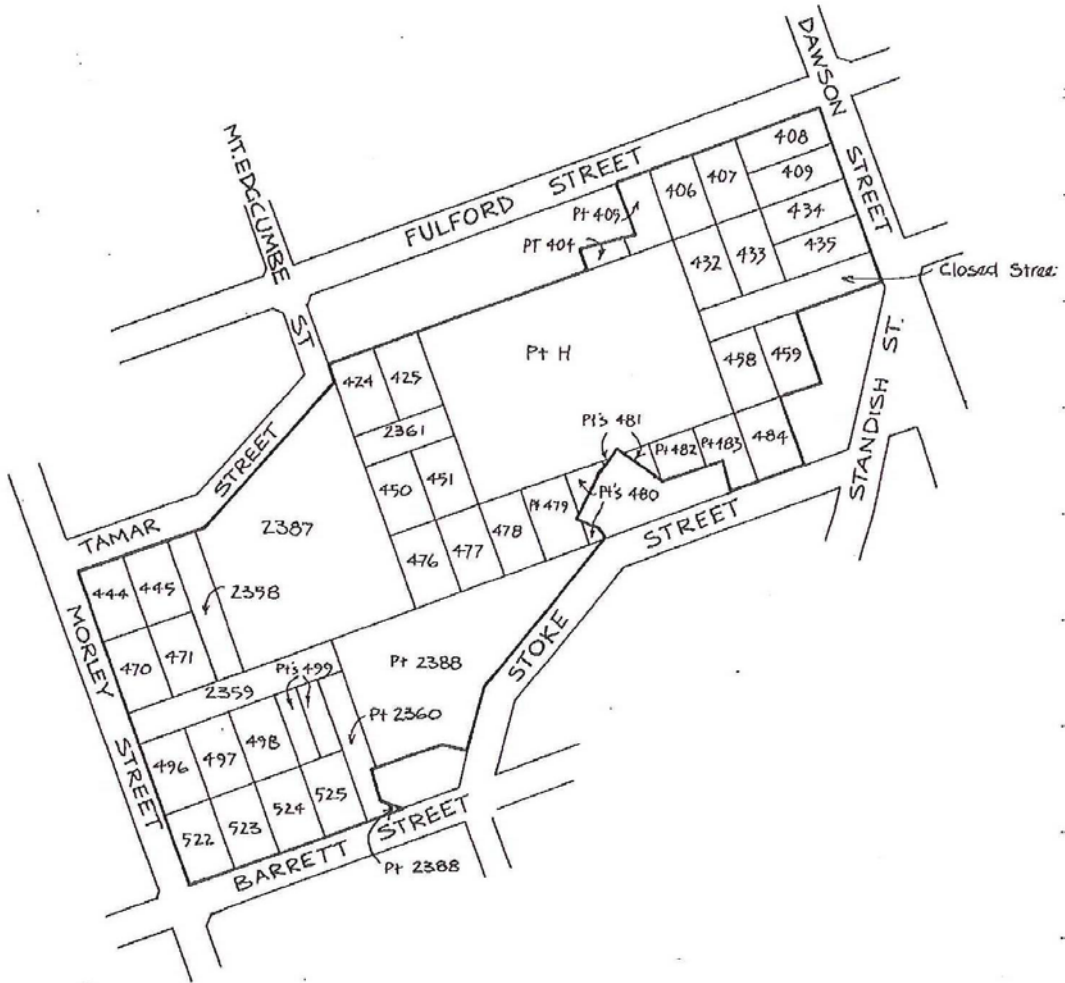 DAWSON
STREET
MT. EDGCUMBE
ST
FULFORD STREET
408
409
434
435
406
407
Pt 405
PT 404
432
433
Closed Stree
Pt H
424
425
458
459
STANDISH ST.
2361
Pt's 481
Pt 482
Pt 483
484
450
451
Pt 479
Pt's 480
478
477
476
STREET
STOKE
TAMAR STREET
2387
444
445
2358
470
471
MORLEY
STREET
2359
Pt's 499
Pt 2388
Pt 2360
496
497
498
522
523
524
525
BARRETT STREET
Pt 2388